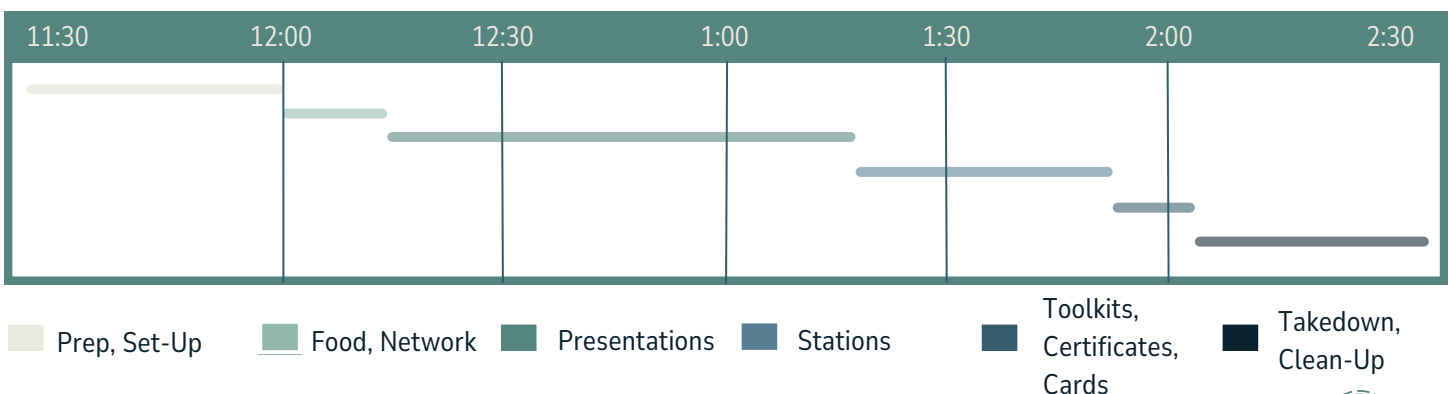 11:30 12:00 12:30 1:00 1:30 2:00 2:30
Prep, Set-Up
Food, Network
Presentations
Stations
Toolkits,
Certificates,
Cards
Takedown,
Clean-Up